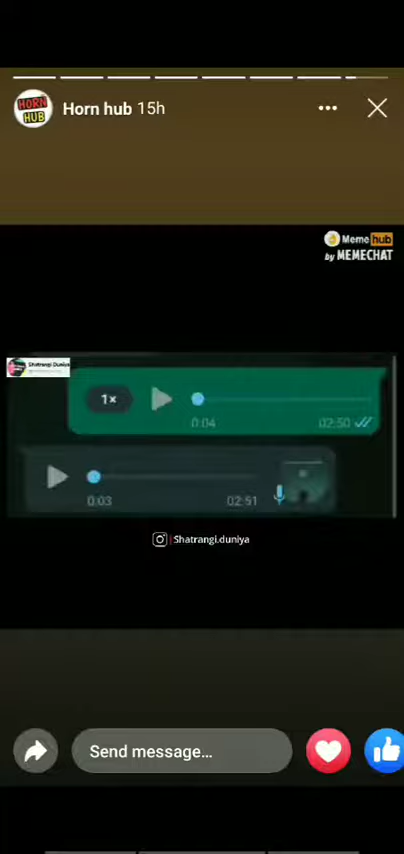 HORN
HUB
Horn hub 15h
Meme hub
by MEMECHAT
Shatrangi Duniya
1×
0:04
02:50
0:03
02:51
Shatrangi.duniya
Send message...